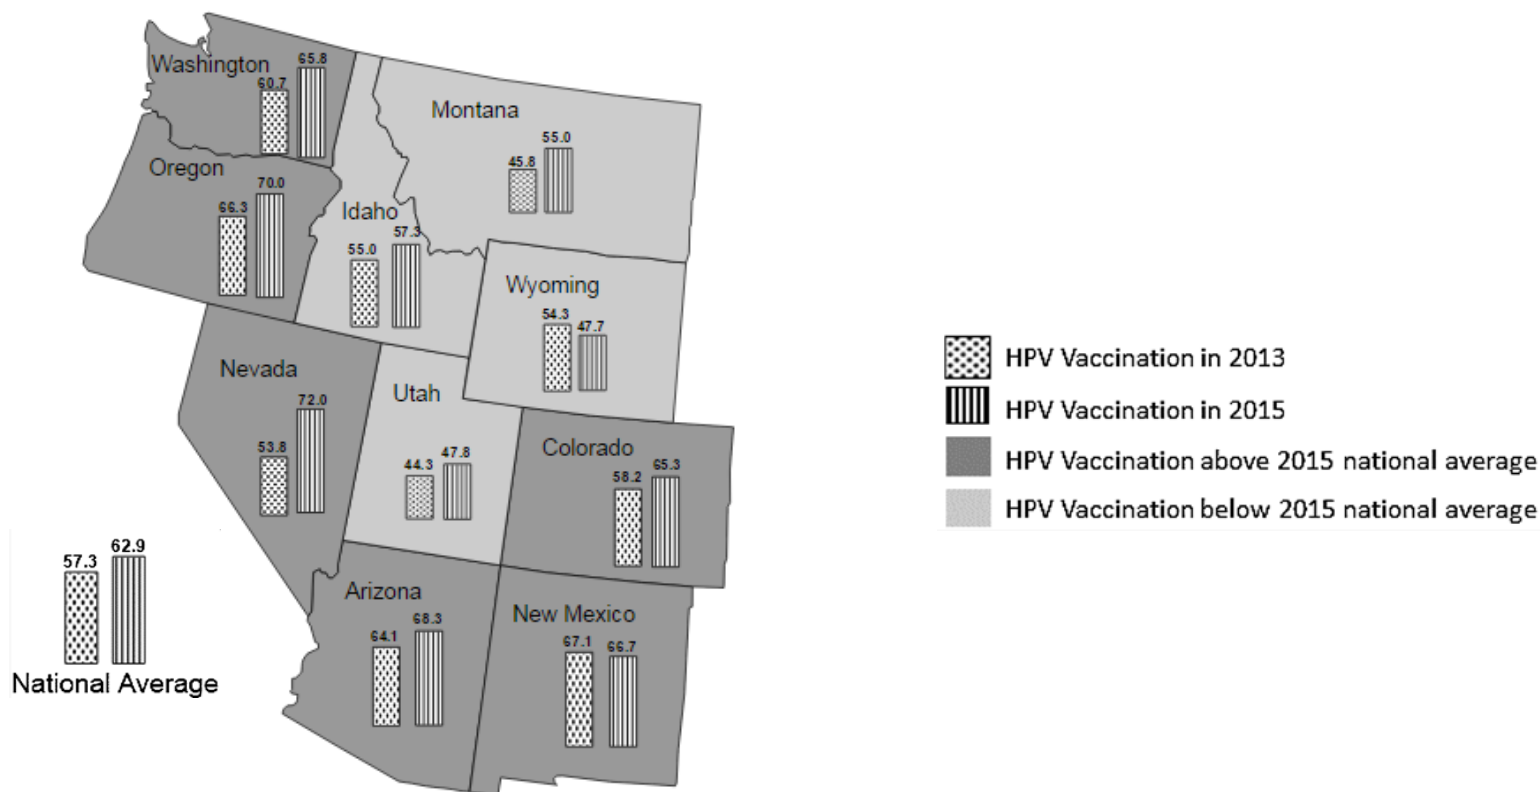 Washington
60.7
65.8
Montana
45.8
55.0
Oregon
66.3
70.0
Idaho
55.0
57.3
Wyoming
54.3
47.7
Nevada
53.8
72.0
Utah
44.3
47.8
Colorado
58.2
65.3
Arizona
64.1
68.3
New Mexico
67.1
66.7
57.3
62.9
National Average
HPV Vaccination in 2013
HPV Vaccination in 2015
HPV Vaccination above 2015 national average
HPV Vaccination below 2015 national average